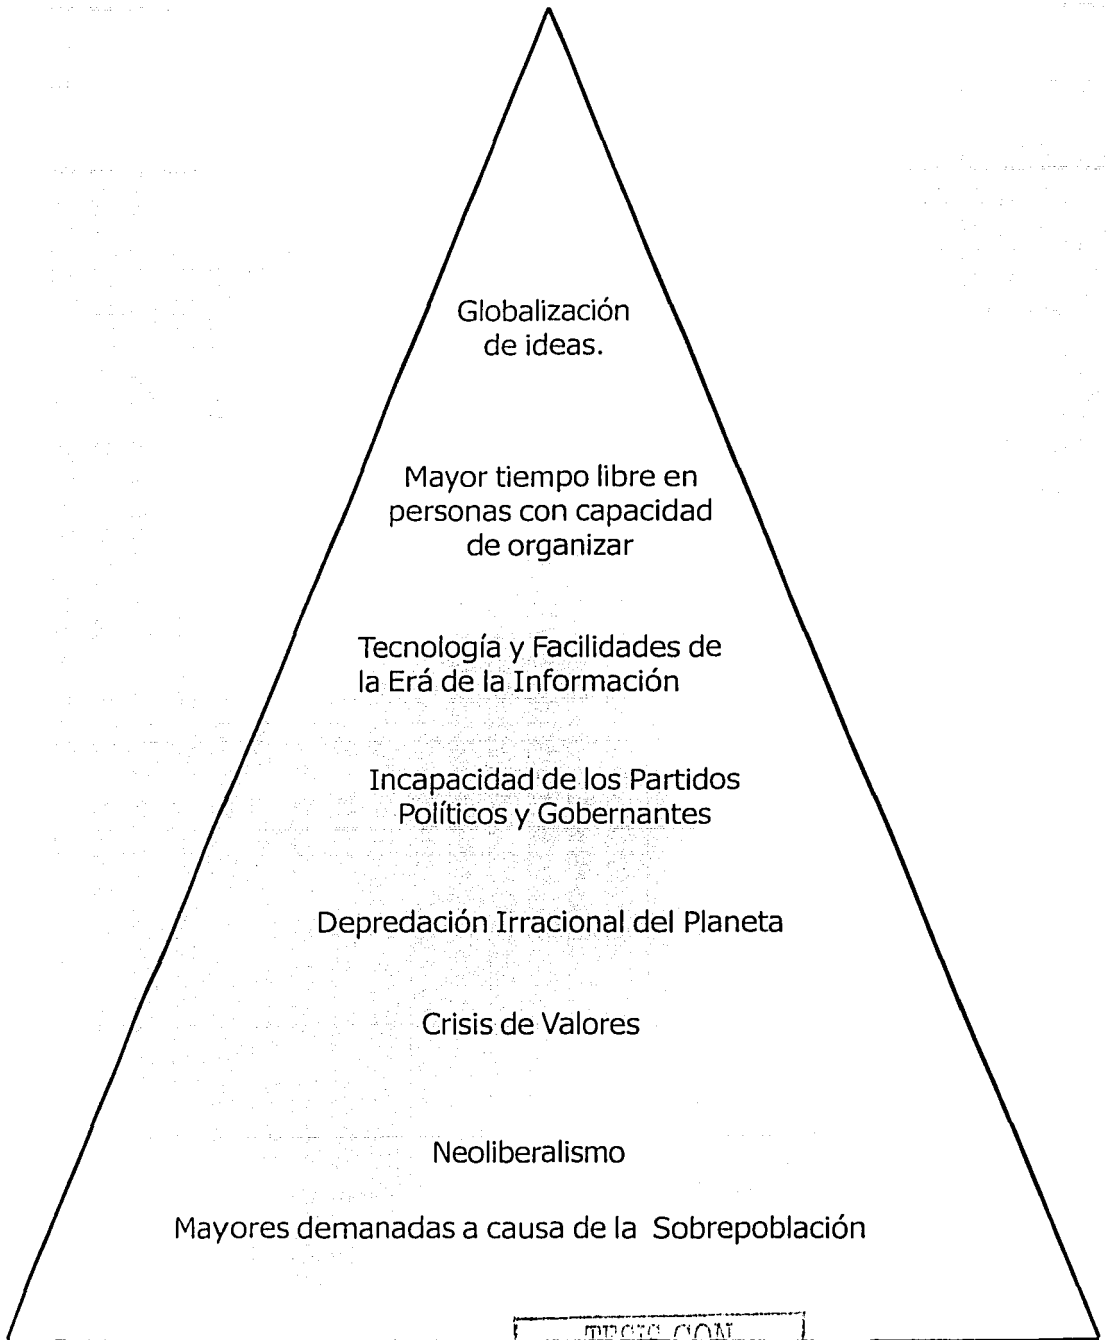 Globalización
de ideas.
Mayor tiempo libre en
personas con capacidad
de organizar
Tecnología y Facilidades de
la Erá de la Información
Incapacidad de los Partidos
Políticos y Gobernantes
Depredación Irracional del Planeta
Crisis de Valores
Neoliberalismo
Mayores demanadas a causa de la Sobrepoblación
TESIS CON